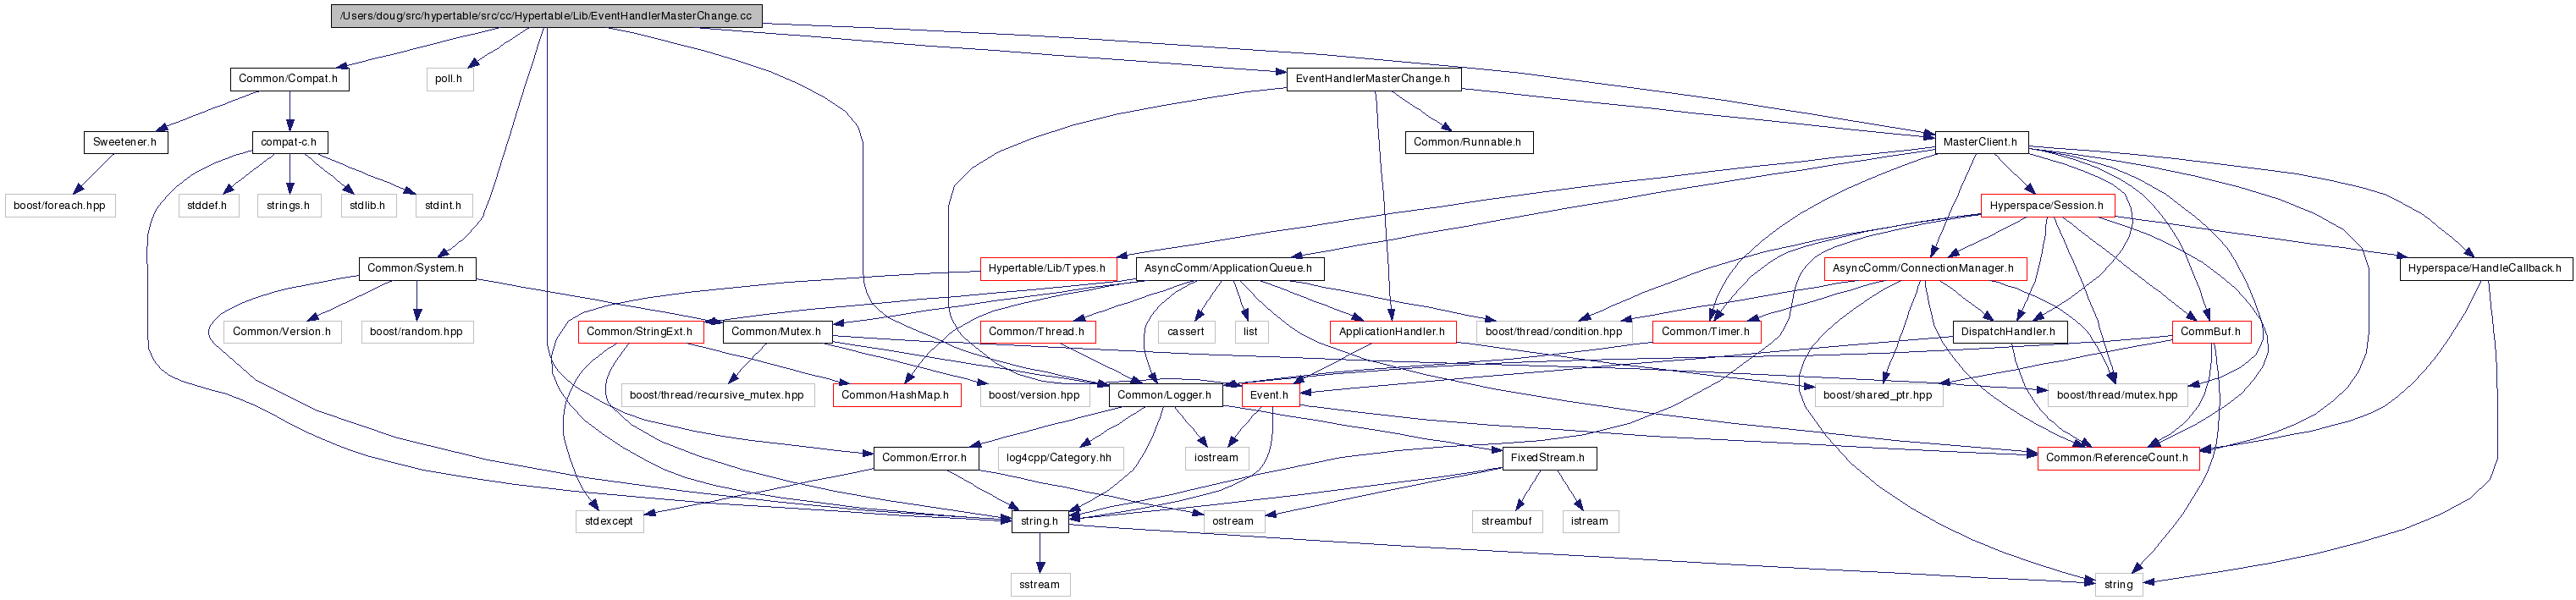 /Users/doug/src/hypertable/src/cc/Hypertable/Lib/EventHandlerMasterChange.cc
Common/Compat.h
poll.h
EventHandlerMasterChange.h
Sweetener.h
compat-c.h
Common/Runnable.h
MasterClient.h
boost/foreach.hpp
stddef.h
strings.h
stdlib.h
stdint.h
Hyperspace/Session.h
Common/System.h
Hypertable/Lib/Types.h
AsyncComm/ApplicationQueue.h
AsyncComm/ConnectionManager.h
Hyperspace/HandleCallback.h
Common/Version.h
boost/random.hpp
Common/StringExt.h
Common/Mutex.h
Common/Thread.h
cassert
list
ApplicationHandler.h
boost/thread/condition.hpp
Common/Timer.h
DispatchHandler.h
CommBuf.h
boost/thread/recursive_mutex.hpp
Common/HashMap.h
boost/version.hpp
Common/Logger.h
Event.h
boost/shared_ptr.hpp
boost/thread/mutex.hpp
Common/Error.h
log4cpp/Category.hh
iostream
FixedStream.h
Common/ReferenceCount.h
stdexcept
string.h
ostream
streambuf
istream
sstream
string